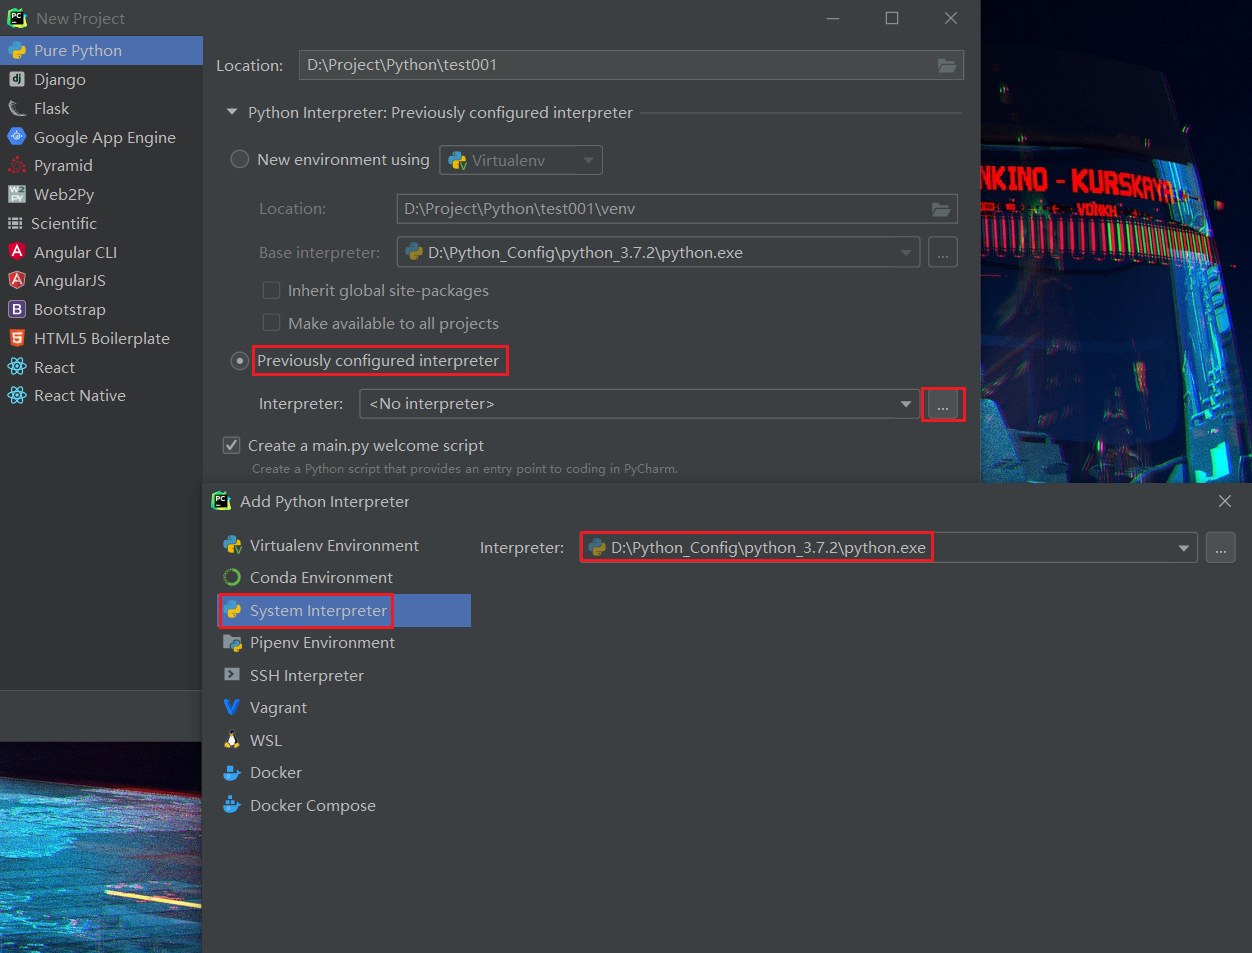 New Project
Pure Python
Django
Flask
Google App Engine
Pyramid
Web2Py
Scientific
Angular CLI
AngularJS
Bootstrap
HTML5 Boilerplate
React
React Native
Location: D:\Project\Python\test001
Python Interpreter: Previously configured interpreter
New environment using Virtualenv
Location: D:\Project\Python\test001\venv
Base interpreter: D:\Python_Config\python_3.7.2\python.exe ...
Inherit global site-packages
Make available to all projects
Previously configured interpreter
Interpreter: <No interpreter> ...
Create a main.py welcome script
Create a Python script that provides an entry point to coding in PyCharm.
NKINO - KURSKAYA
VDNKH
Add Python Interpreter
Virtualenv Environment
Conda Environment
System Interpreter
Pipenv Environment
SSH Interpreter
Vagrant
WSL
Docker
Docker Compose
Interpreter: D:\Python_Config\python_3.7.2\python.exe ...